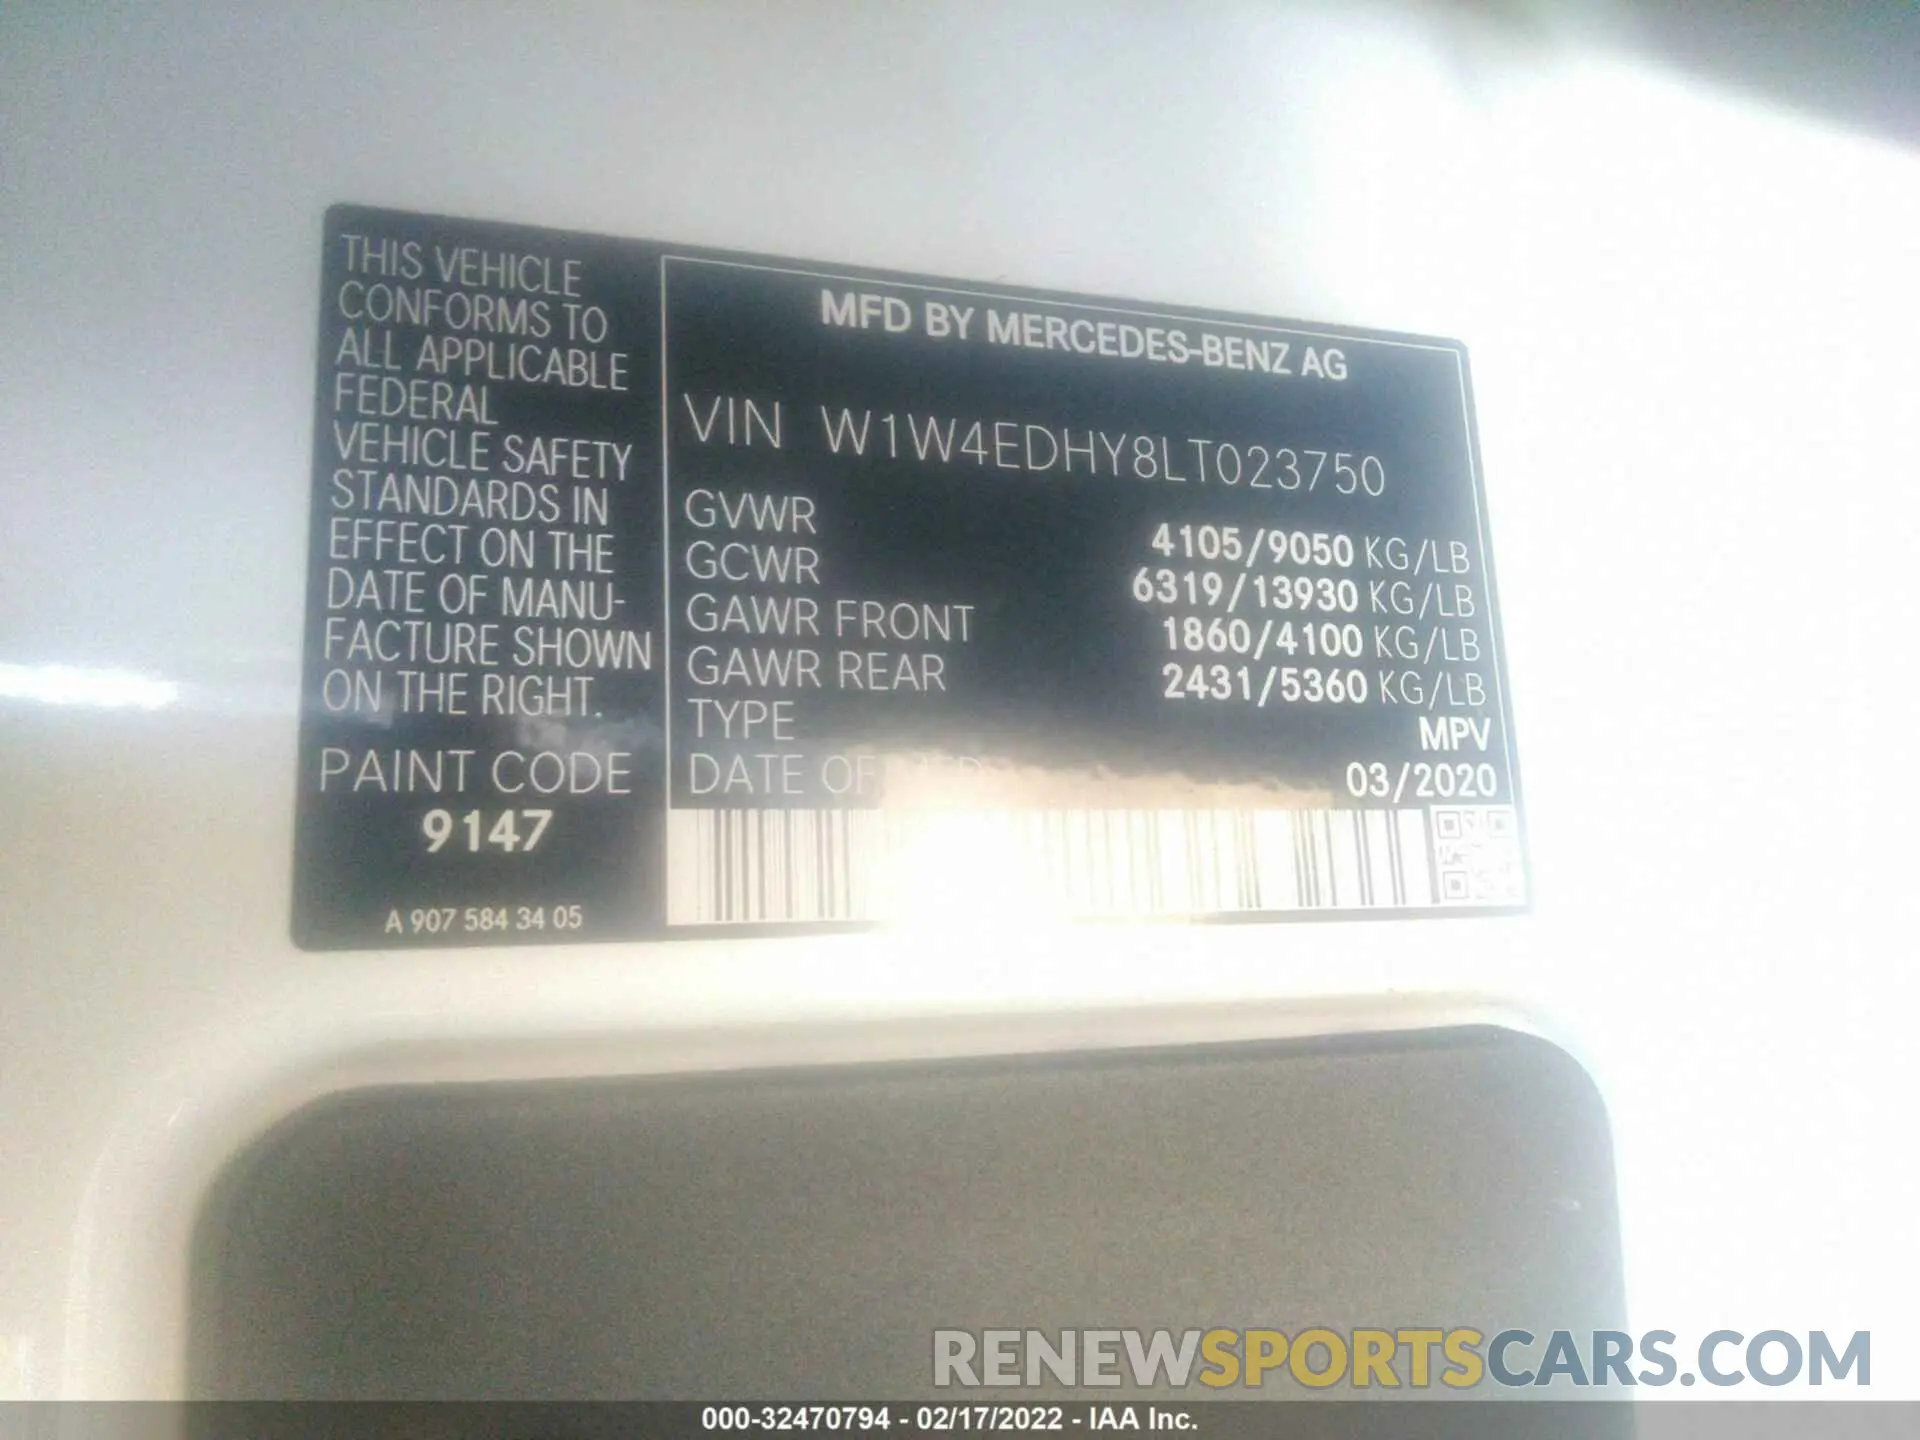 THIS VEHICLE
CONFORMS TO
ALL APPLICABLE
FEDERAL
VEHICLE SAFETY
STANDARDS IN
EFFECT ON THE
DATE OF MANU-
FACTURE SHOWN
ON THE RIGHT.
PAINT CODE
9147
A 907 584 34 05
MFD BY MERCEDES-BENZ AG
VIN W1W4EDHY8LT023750
GVWR 4105/9050 KG/LB
GCWR 6319/13930 KG/LB
GAWR FRONT 1860/4100 KG/LB
GAWR REAR 2431/5360 KG/LB
TYPE MPV
DATE OF MFD 03/2020
RENEWSPORTSCARS.COM
000-32470794 - 02/17/2022 - IAA Inc.